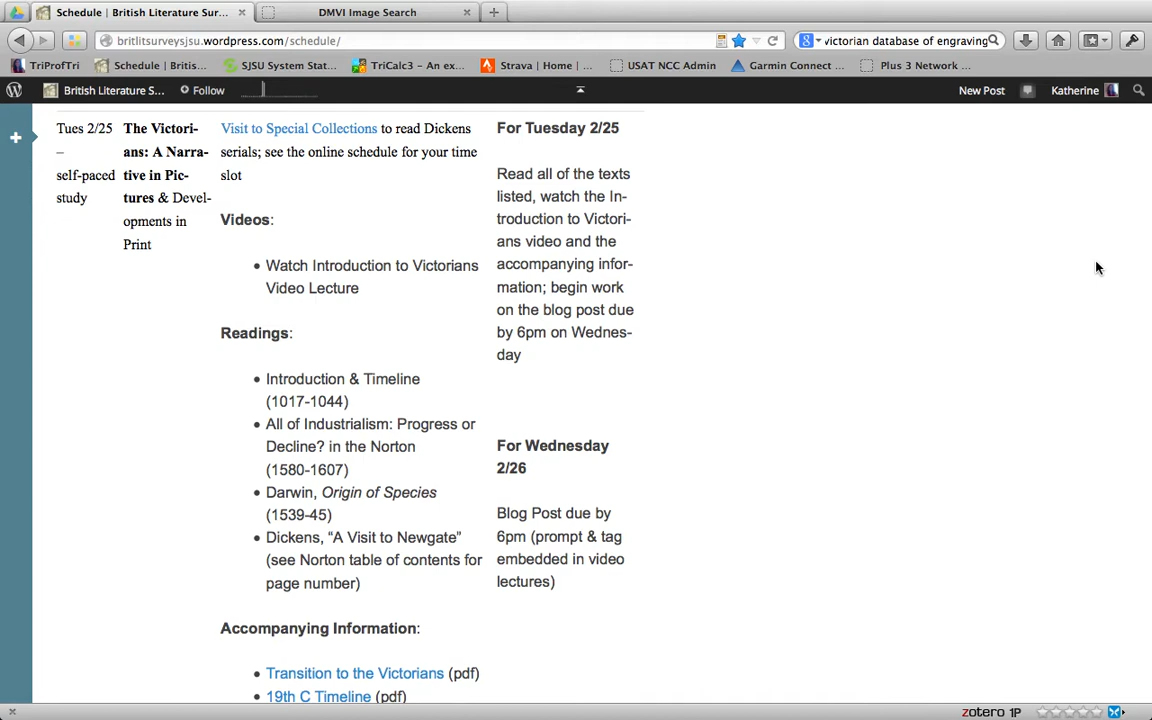 Schedule | British Literature Sur...
DMVI Image Search
britlitsurveysjsu.wordpress.com/schedule/
victorian database of engraving
TriProfTri
Schedule | Britis...
SJSU System Stat...
TriCalc3 – An ex...
Strava | Home | ...
USAT NCC Admin
Garmin Connect ...
Plus 3 Network ...
British Literature S...
Follow
New Post
Katherine
Tues 2/25
–
self-paced
study
The Victori-
ans: A Narra-
tive in Pic-
tures & Devel-
opments in
Print
Visit to Special Collections to read Dickens
serials; see the online schedule for your time
slot
Videos:
• Watch Introduction to Victorians
Video Lecture
Readings:
• Introduction & Timeline
(1017-1044)
• All of Industrialism: Progress or
Decline? in the Norton
(1580-1607)
• Darwin, Origin of Species
(1539-45)
• Dickens, “A Visit to Newgate”
(see Norton table of contents for
page number)
Accompanying Information:
• Transition to the Victorians (pdf)
• 19th C Timeline (pdf)
For Tuesday 2/25
Read all of the texts
listed, watch the In-
troduction to Victori-
ans video and the
accompanying infor-
mation; begin work
on the blog post due
by 6pm on Wednes-
day
For Wednesday
2/26
Blog Post due by
6pm (prompt & tag
embedded in video
lectures)
zotero 1P